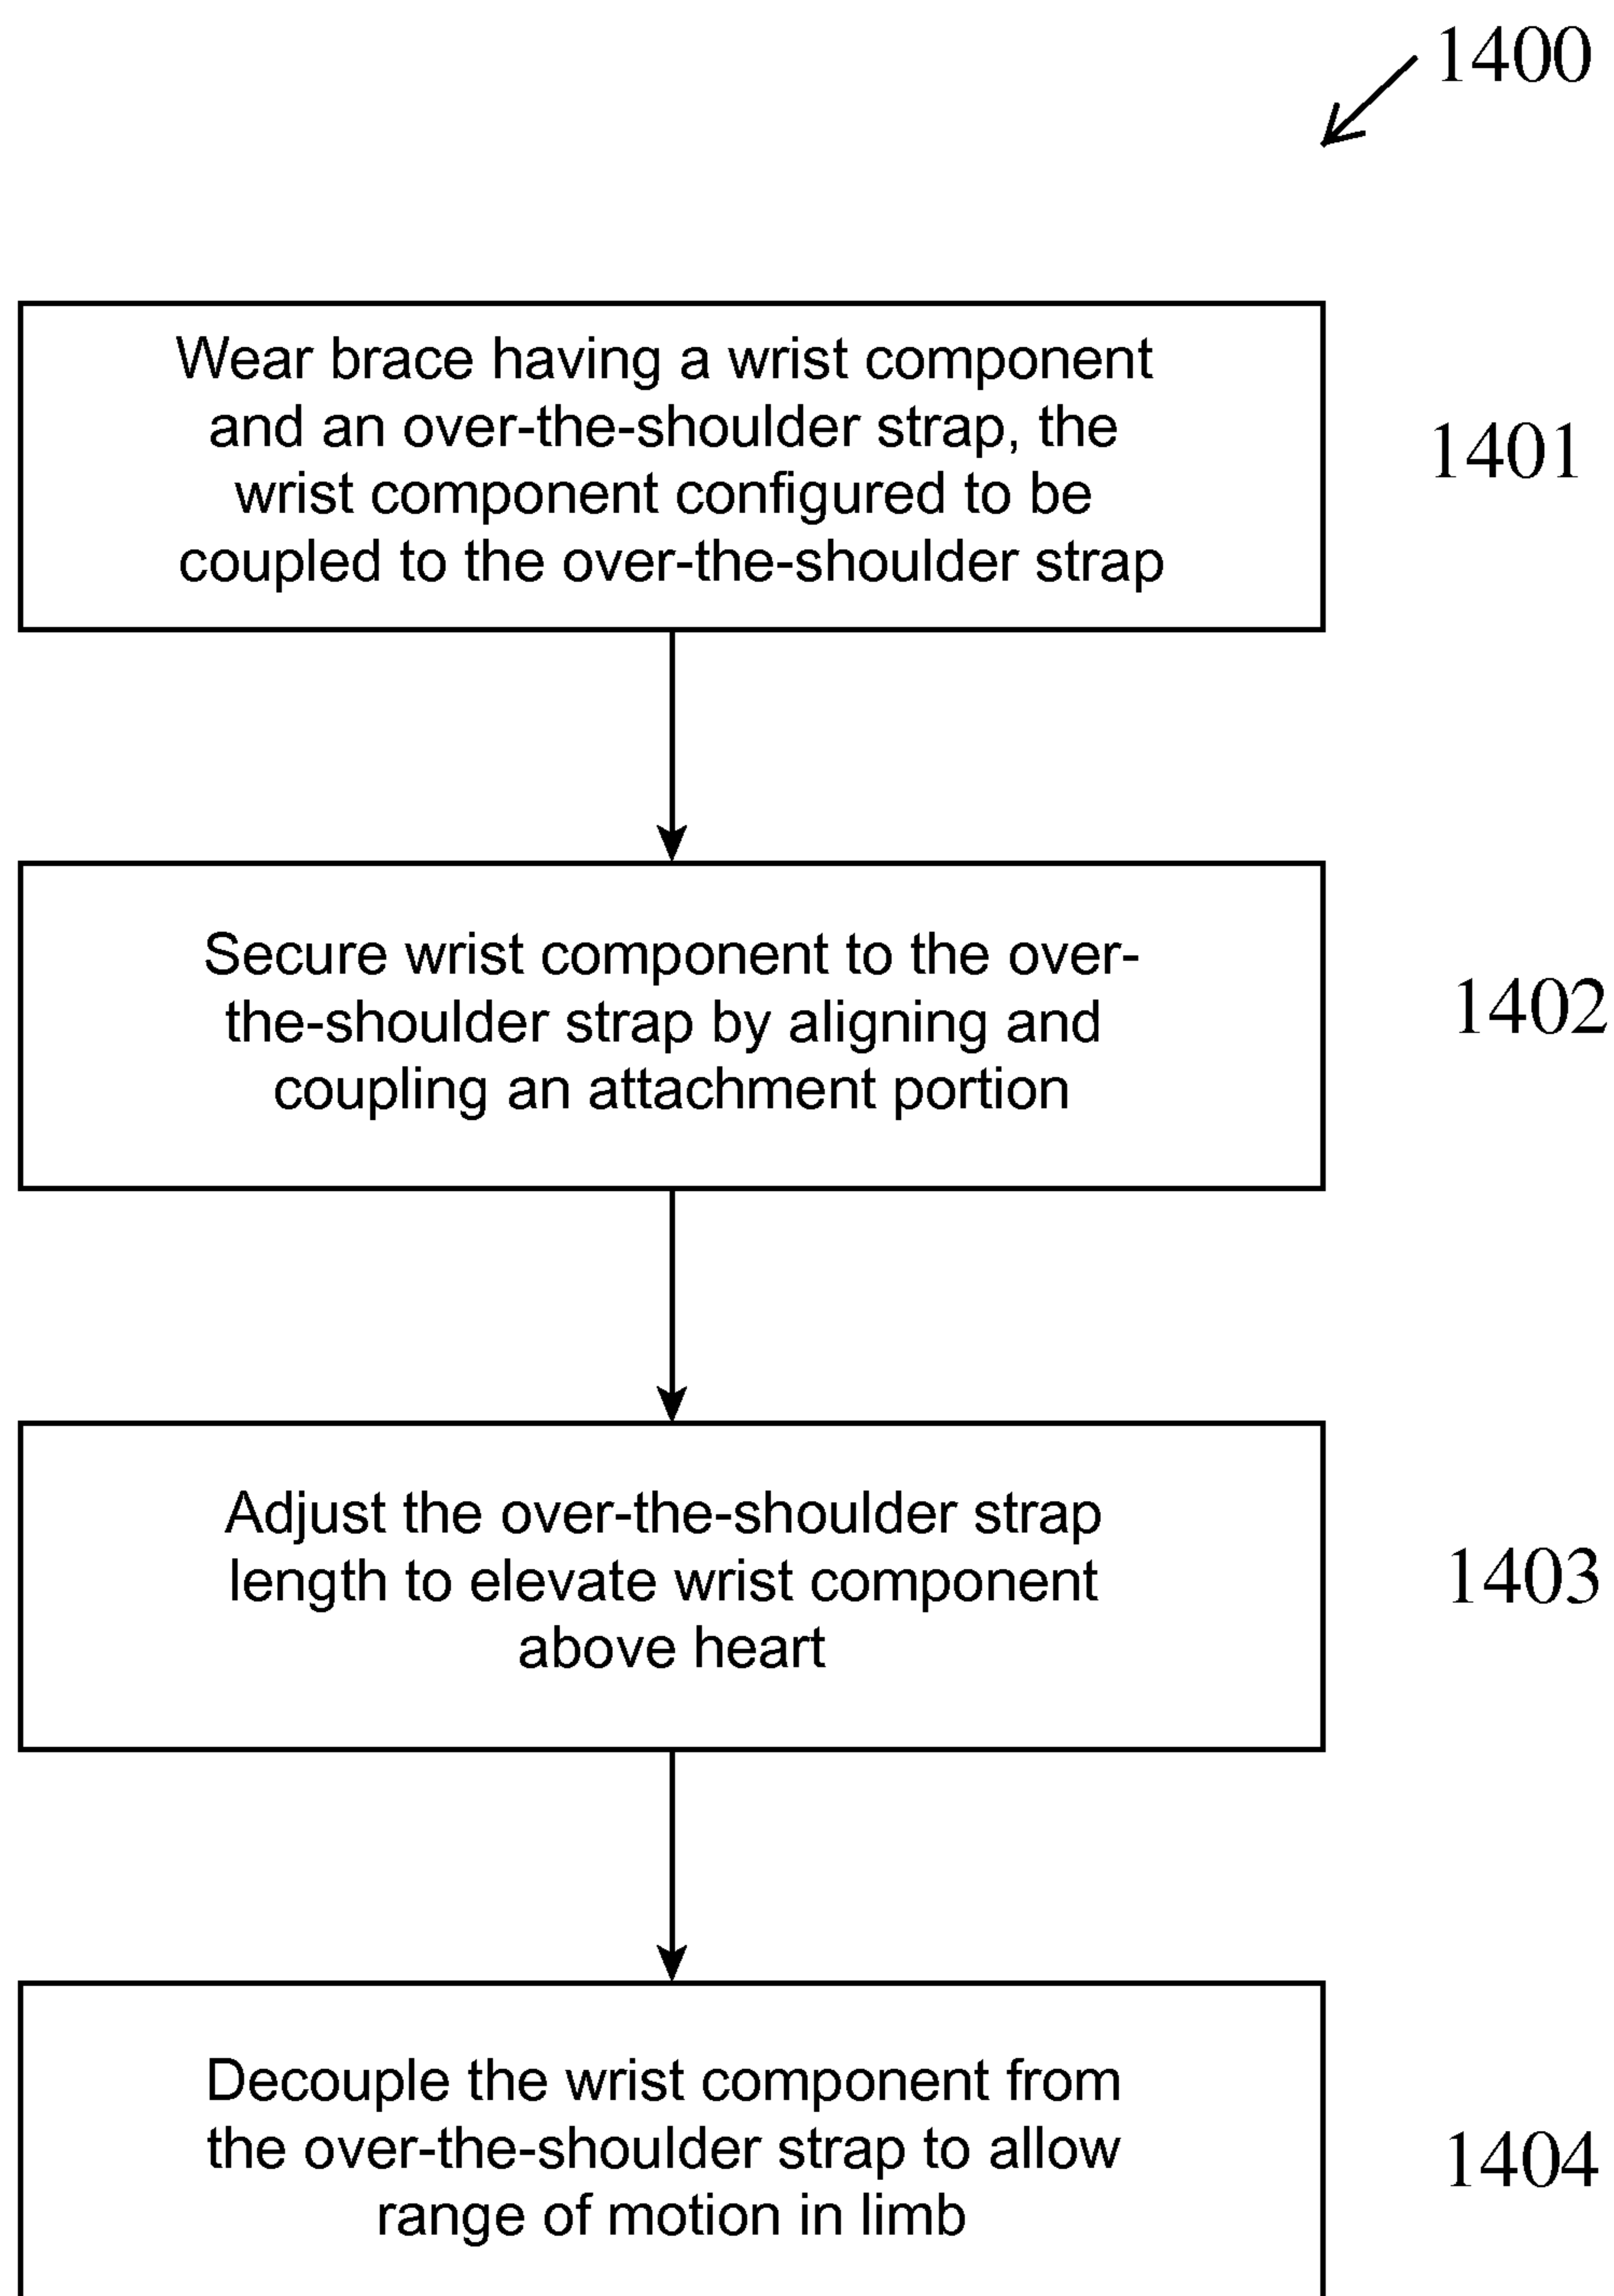 1400
Wear brace having a wrist component
and an over-the-shoulder strap, the
wrist component configured to be
coupled to the over-the-shoulder strap
1401
Secure wrist component to the over-
the-shoulder strap by aligning and
coupling an attachment portion
1402
Adjust the over-the-shoulder strap
length to elevate wrist component
above heart
1403
Decouple the wrist component from
the over-the-shoulder strap to allow
range of motion in limb
1404